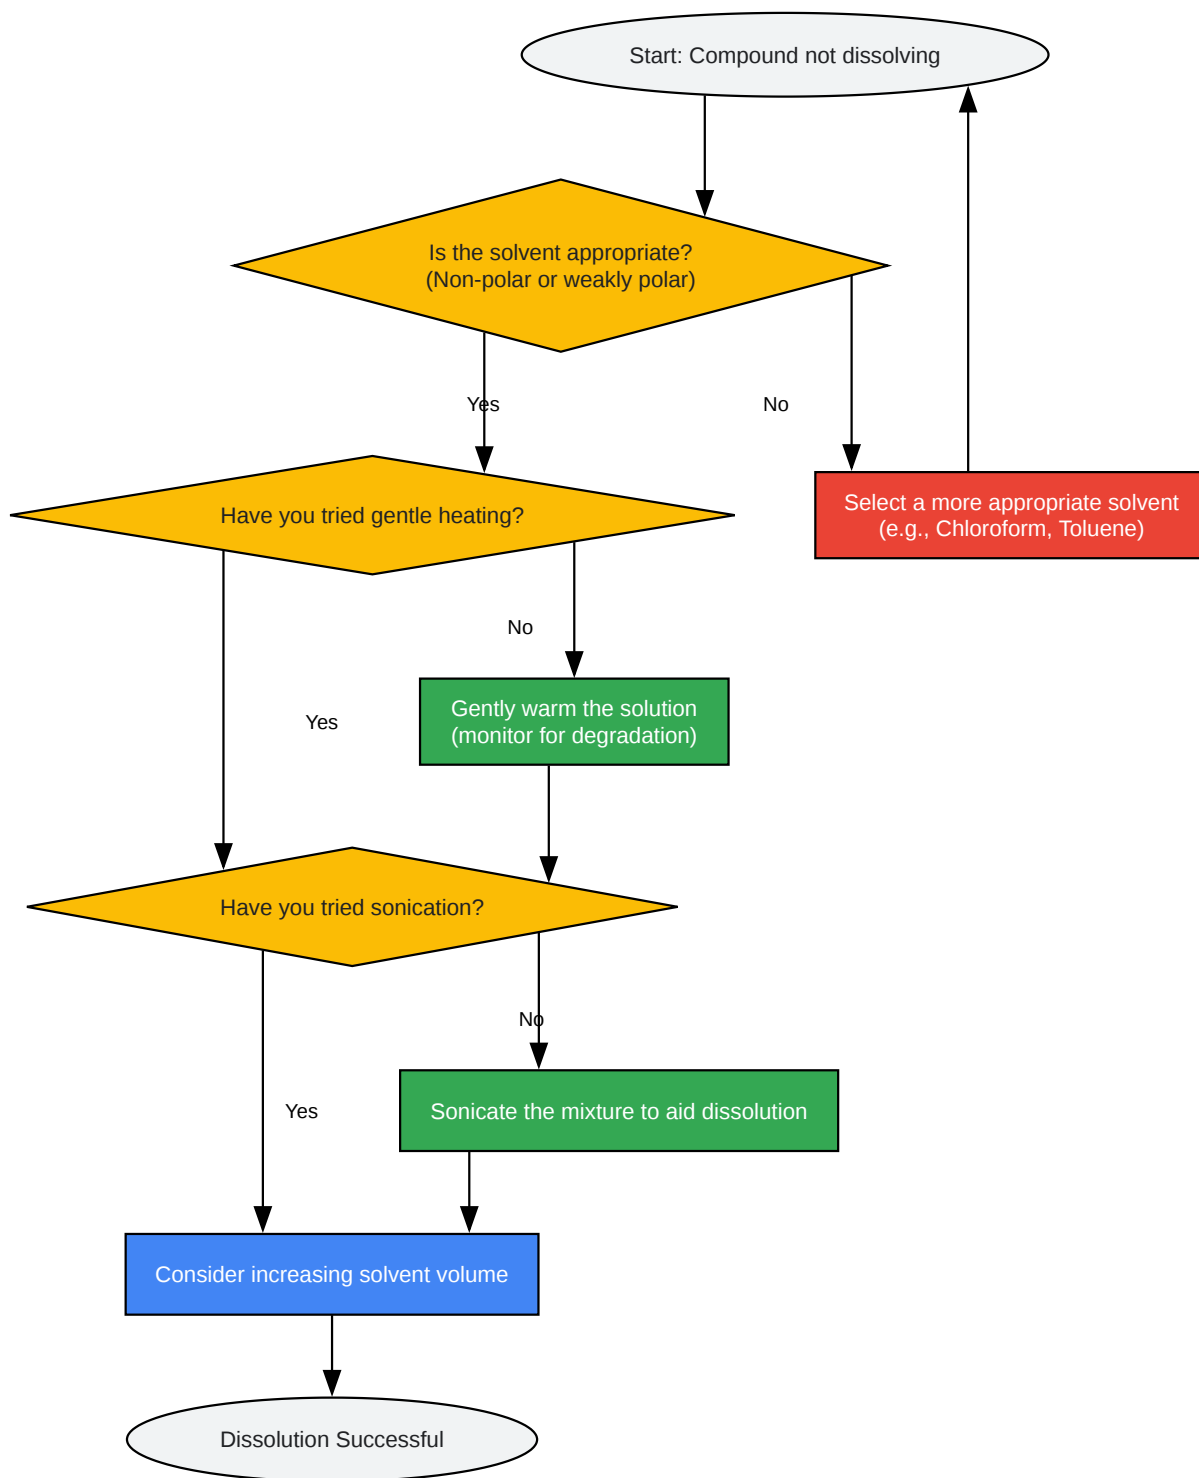 Start: Compound not dissolving
Is the solvent appropriate?
(Non-polar or weakly polar)
Yes
No
Select a more appropriate solvent
(e.g., Chloroform, Toluene)
Have you tried gentle heating?
No
Gently warm the solution
(monitor for degradation)
Yes
Have you tried sonication?
No
Sonicate the mixture to aid dissolution
Yes
Consider increasing solvent volume
Dissolution Successful